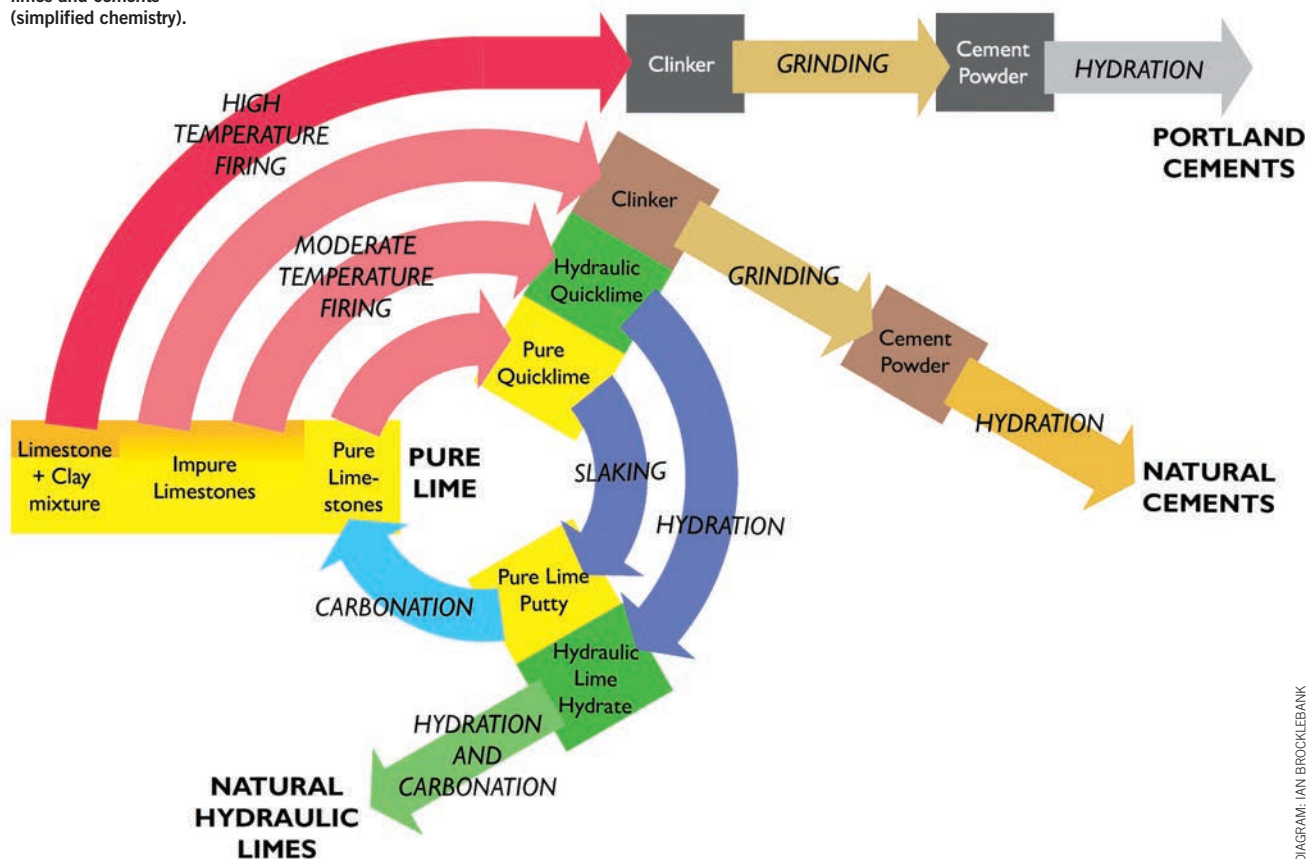 (simplified chemistry).
Clinker
GRINDING
Cement
Powder
HYDRATION
PORTLAND
CEMENTS
HIGH
TEMPERATURE
FIRING
Clinker
MODERATE
TEMPERATURE
FIRING
Hydraulic
Quicklime
GRINDING
Pure
Quicklime
Cement
Powder
HYDRATION
NATURAL
CEMENTS
Limestone
+ Clay
mixture
Impure
Limestones
Pure
Lime-
stones
PURE
LIME
SLAKING
HYDRATION
Pure Lime
Putty
CARBONATION
Hydraulic
Lime
Hydrate
HYDRATION
AND
CARBONATION
NATURAL
HYDRAULIC
LIMES
DIAGRAM: IAN BROCKLEBANK